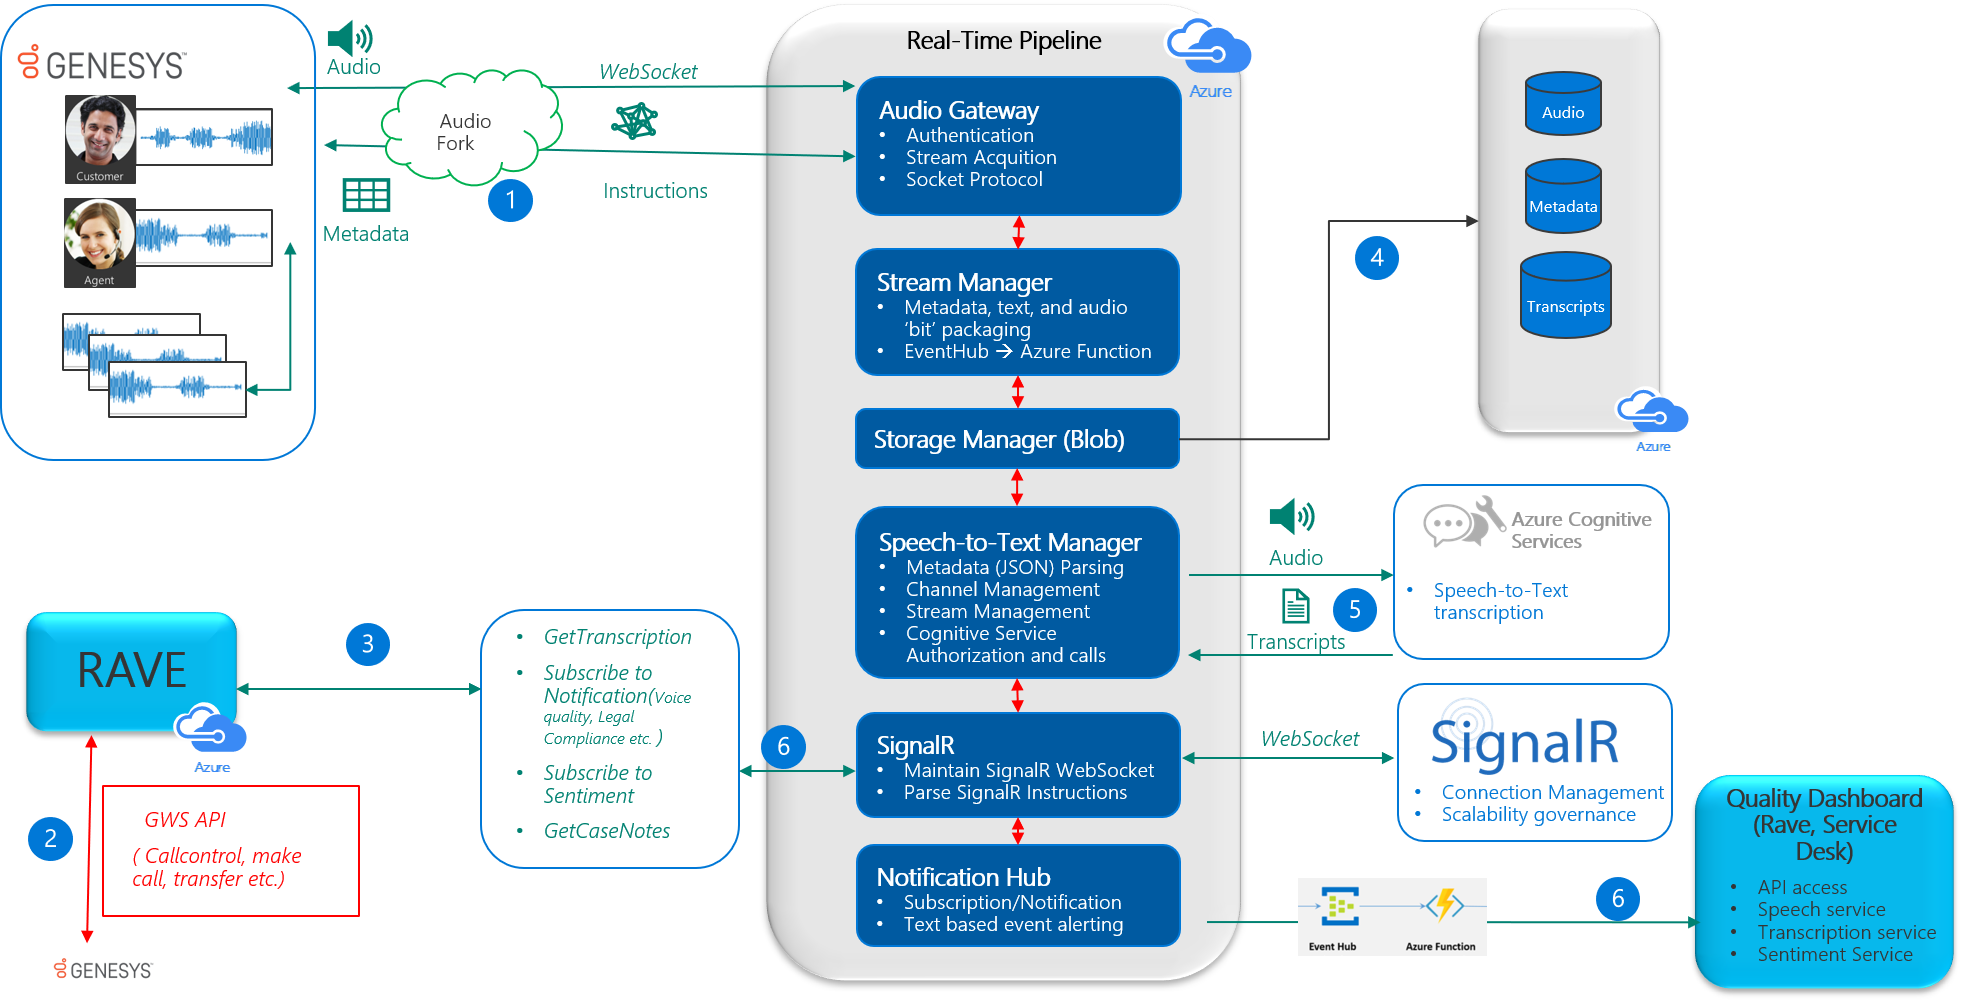 GENESYS™
Customer
Agent
Audio
Metadata
Audio
Fork
1
WebSocket
Instructions
Real-Time Pipeline
Azure
Audio Gateway
• Authentication
• Stream Acquition
• Socket Protocol
Stream Manager
• Metadata, text, and audio
‘bit’ packaging
• EventHub → Azure Function
Storage Manager (Blob)
Speech-to-Text Manager
• Metadata (JSON) Parsing
• Channel Management
• Stream Management
• Cognitive Service
Authorization and calls
SignalR
• Maintain SignalR WebSocket
• Parse SignalR Instructions
Notification Hub
• Subscription/Notification
• Text based event alerting
4
Audio
Metadata
Transcripts
Azure
Audio
5
Transcripts
Azure Cognitive
Services
• Speech-to-Text
transcription
WebSocket
SignalR
• Connection Management
• Scalability governance
RAVE
Azure
3
• GetTranscription
• Subscribe to
Notification(Voice
quality, Legal
Compliance etc. )
• Subscribe to
Sentiment
• GetCaseNotes
6
2
GWS API
( Callcontrol, make
call, transfer etc.)
GENESYS™
Event Hub
Azure Function
6
Quality Dashboard
(Rave, Service
Desk)
• API access
• Speech service
• Transcription service
• Sentiment Service